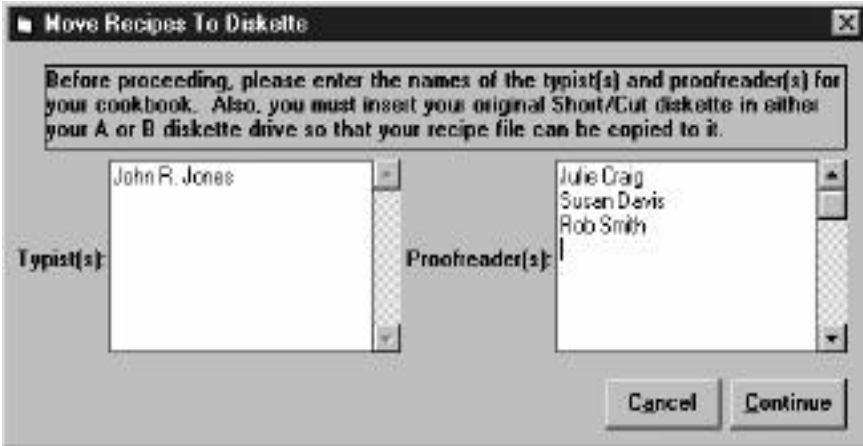 Move Recipes To Diskette
Before proceeding, please enter the names of the typist(s) and proofreader(s) for
your cookbook. Also, you must insert your original Short/Cut diskette in either
your A or B diskette drive so that your recipe file can be copied to it.
Typist(s):
John R. Jones
Proofreader(s):
Julie Craig
Susan Davis
Rob Smith
Cancel
Continue